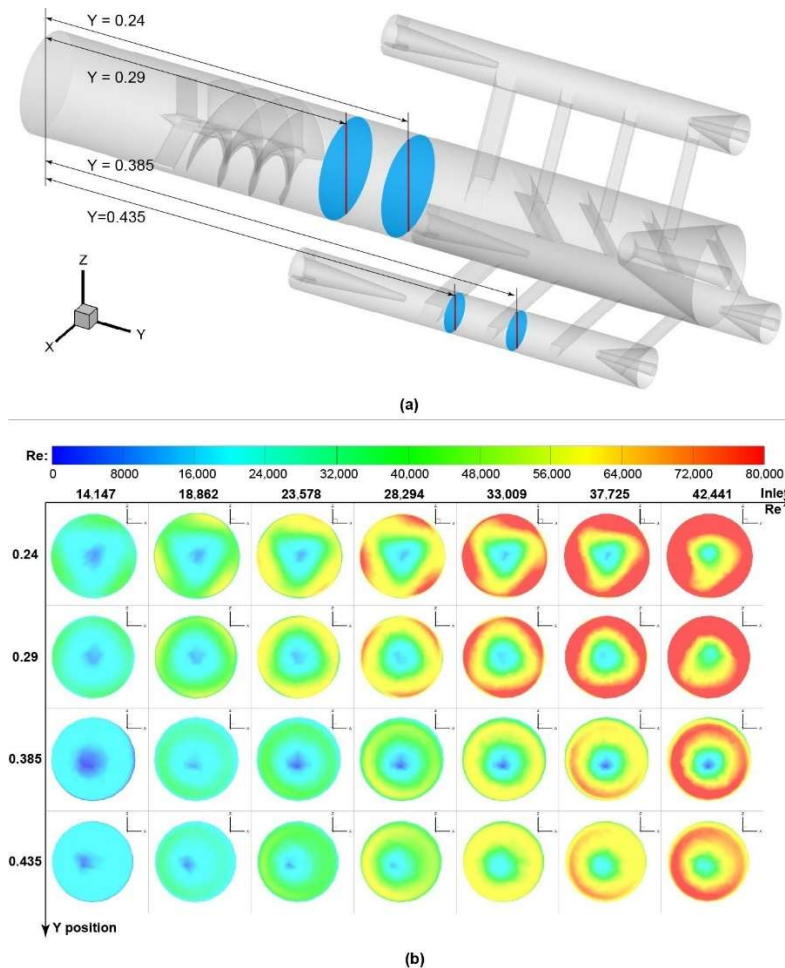 Y = 0.24
Y = 0.29
Y = 0.385
Y=0.435
Z
Y
X
(a)
Re:
0 8000 16,000 24,000 32,000 40,000 48,000 56,000 64,000 72,000 80,000
14,147 18,862 23,578 28,294 33,009 37,725 42,441 Inlet
Re
0.24
0.29
0.385
0.435
Y position
(b)